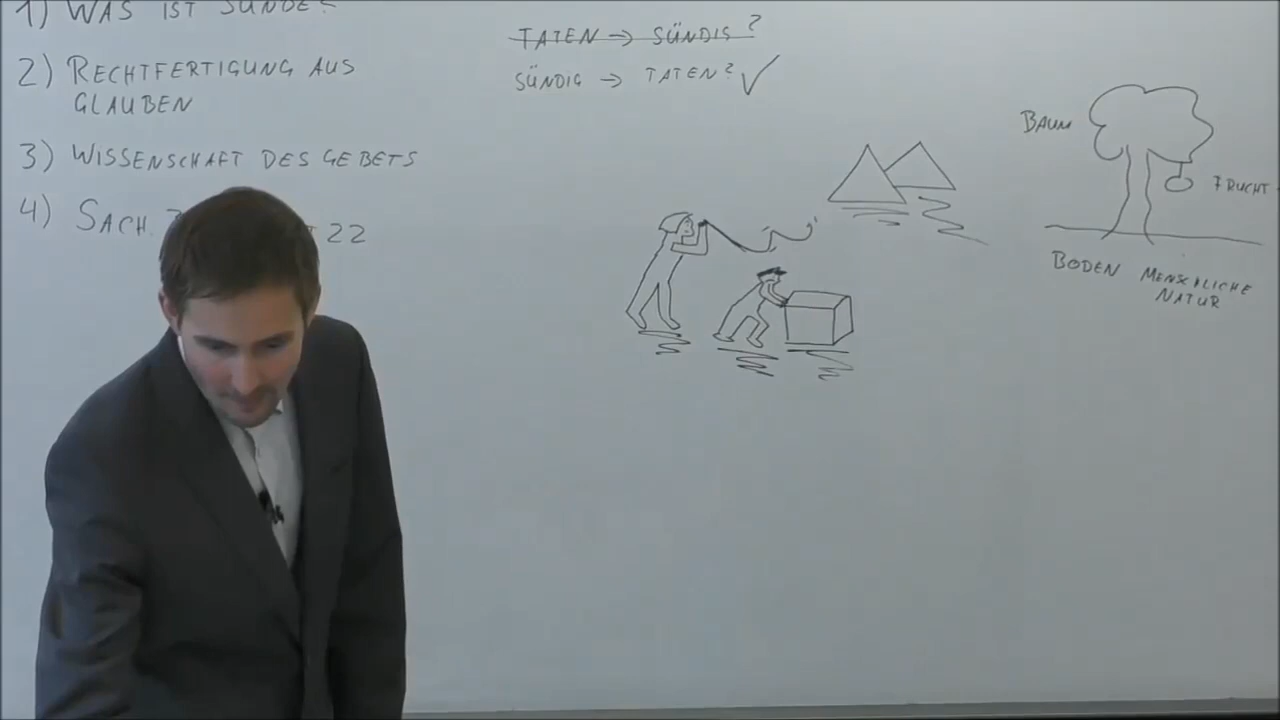 1) WAS IST SÜNDE?
2) RECHTFERTIGUNG AUS
GLAUBEN
3) WISSENSCHAFT DES GEBETS
4) SACH. 22
TATEN → SÜNDIG?
SÜNDIG → TATEN? ✓
BAUM
FRUCHT
BODEN MENSCHLICHE
NATUR